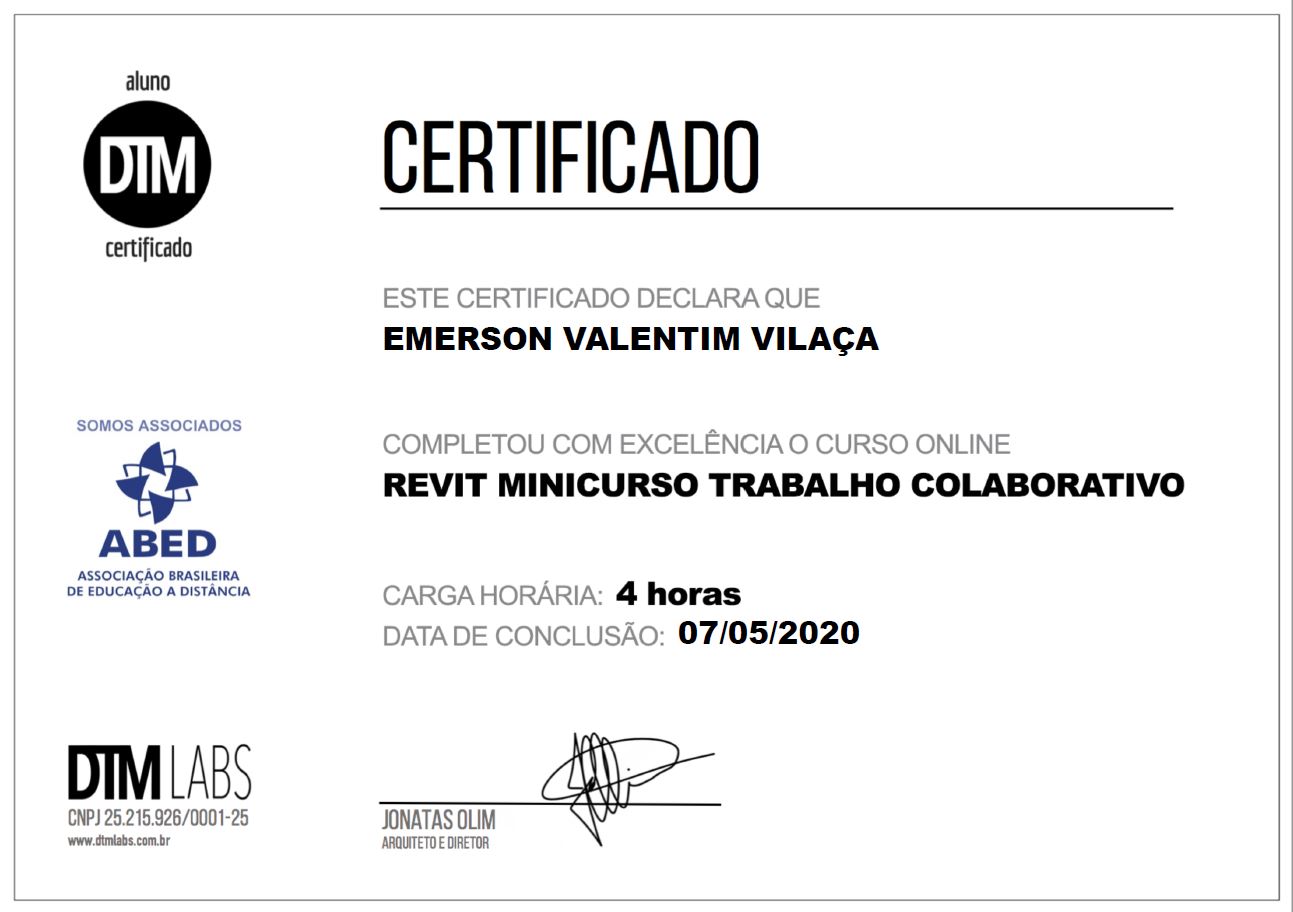 aluno
DTM
certificado
CERTIFICADO
ESTE CERTIFICADO DECLARA QUE
EMERSON VALENTIM VILAÇA
SOMOS ASSOCIADOS
ABED
ASSOCIAÇÃO BRASILEIRA
DE EDUCAÇÃO A DISTÂNCIA
COMPLETOU COM EXCELÊNCIA O CURSO ONLINE
REVIT MINICURSO TRABALHO COLABORATIVO
CARGA HORÁRIA: 4 horas
DATA DE CONCLUSÃO: 07/05/2020
DTM LABS
CNPJ 25.215.926/0001-25
www.dtmlabs.com.br
JONATAS OLIM
ARQUITETO E DIRETOR